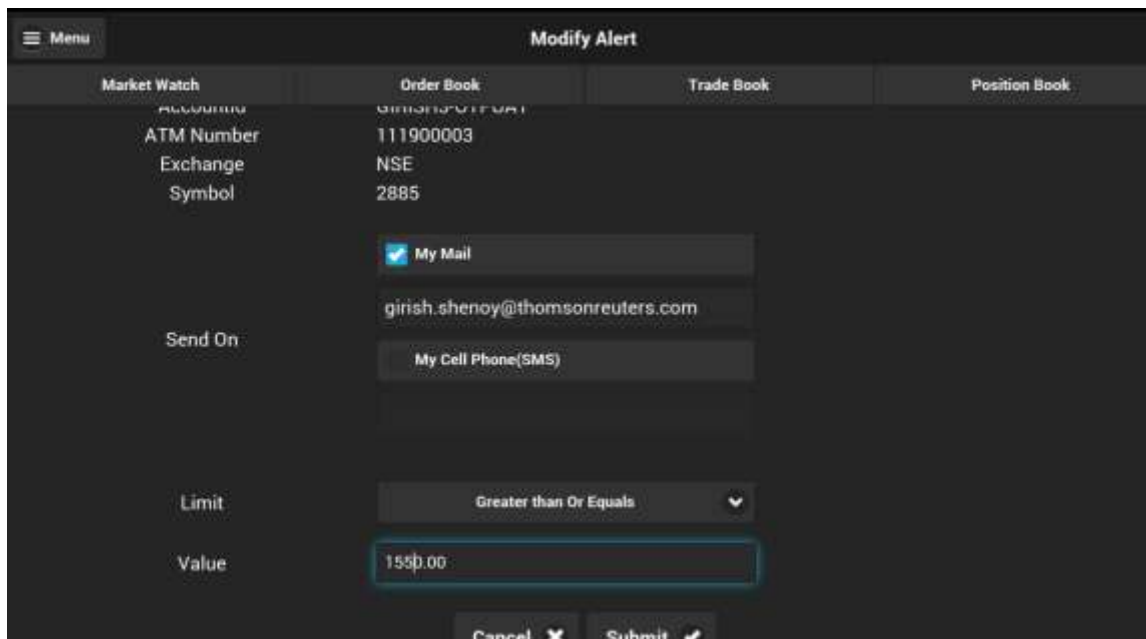 Menu
Modify Alert
Market Watch
Order Book
Trade Book
Position Book
ATM Number 111900003
Exchange NSE
Symbol 2885
My Mail
girish.shenoy@thomsonreuters.com
Send On
My Cell Phone(SMS)
Limit Greater than Or Equals
Value 1550.00
Cancel Submit